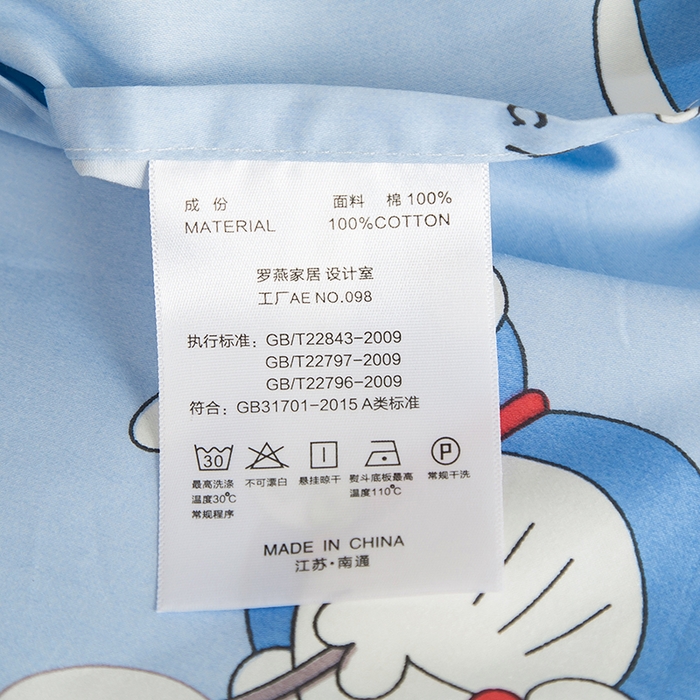 成 份 面料 棉 100%
MATERIAL 100%COTTON
罗燕家居 设计室
工厂AE NO.098
执行标准: GB/T22843-2009
GB/T22797-2009
GB/T22796-2009
符合: GB31701-2015 A类标准
30 P
最高洗涤 不可漂白 悬挂晾干 熨斗底板最高 常规干洗
温度30℃ 温度110℃
常规程序
MADE IN CHINA
江苏·南通